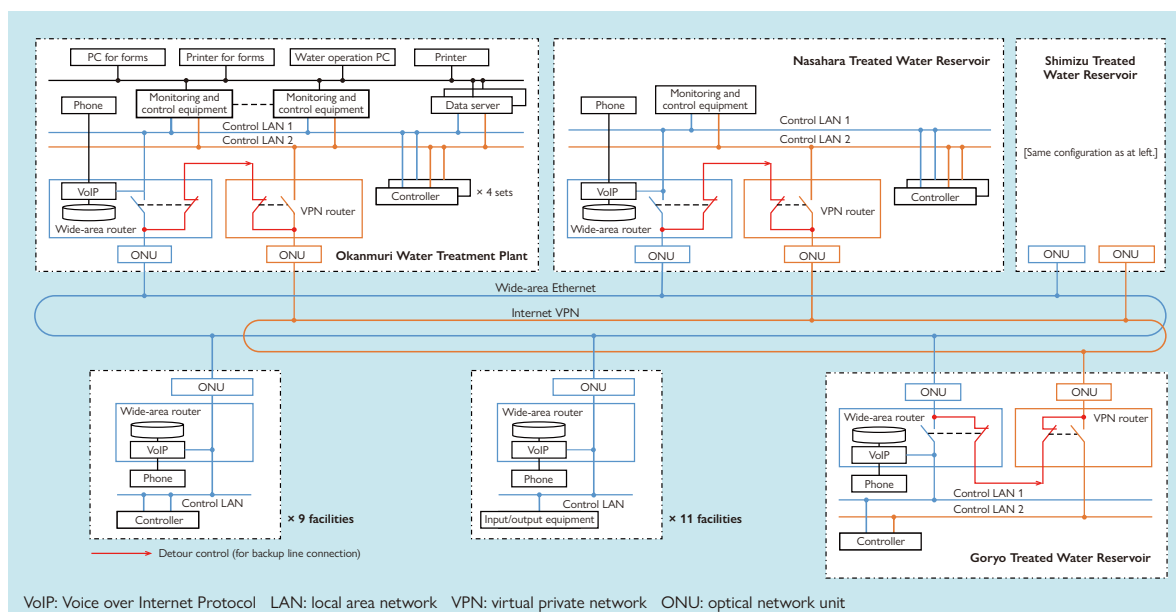 PC for forms
Printer for forms
Water operation PC
Printer
Phone
Monitoring and
control equipment
Monitoring and
control equipment
Data server
Control LAN 1
Control LAN 2
VoIP
Wide-area router
VPN router
Controller
× 4 sets
ONU
ONU
Okanmuri Water Treatment Plant
Nasahara Treated Water Reservoir
Phone
Monitoring and
control equipment
Control LAN 1
Control LAN 2
VoIP
Wide-area router
VPN router
Controller
ONU
ONU
Shimizu Treated
Water Reservoir
[Same configuration as at left.]
ONU
ONU
Wide-area Ethernet
Internet VPN
ONU
Wide-area router
VoIP
Phone
Control LAN
Controller
× 9 facilities
ONU
Wide-area router
VoIP
Phone
Control LAN
Input/output equipment
× 11 facilities
ONU
ONU
Wide-area router
VPN router
VoIP
Phone
Control LAN 1
Control LAN 2
Controller
Goryo Treated Water Reservoir
Detour control (for backup line connection)
VoIP: Voice over Internet Protocol LAN: local area network VPN: virtual private network ONU: optical network unit